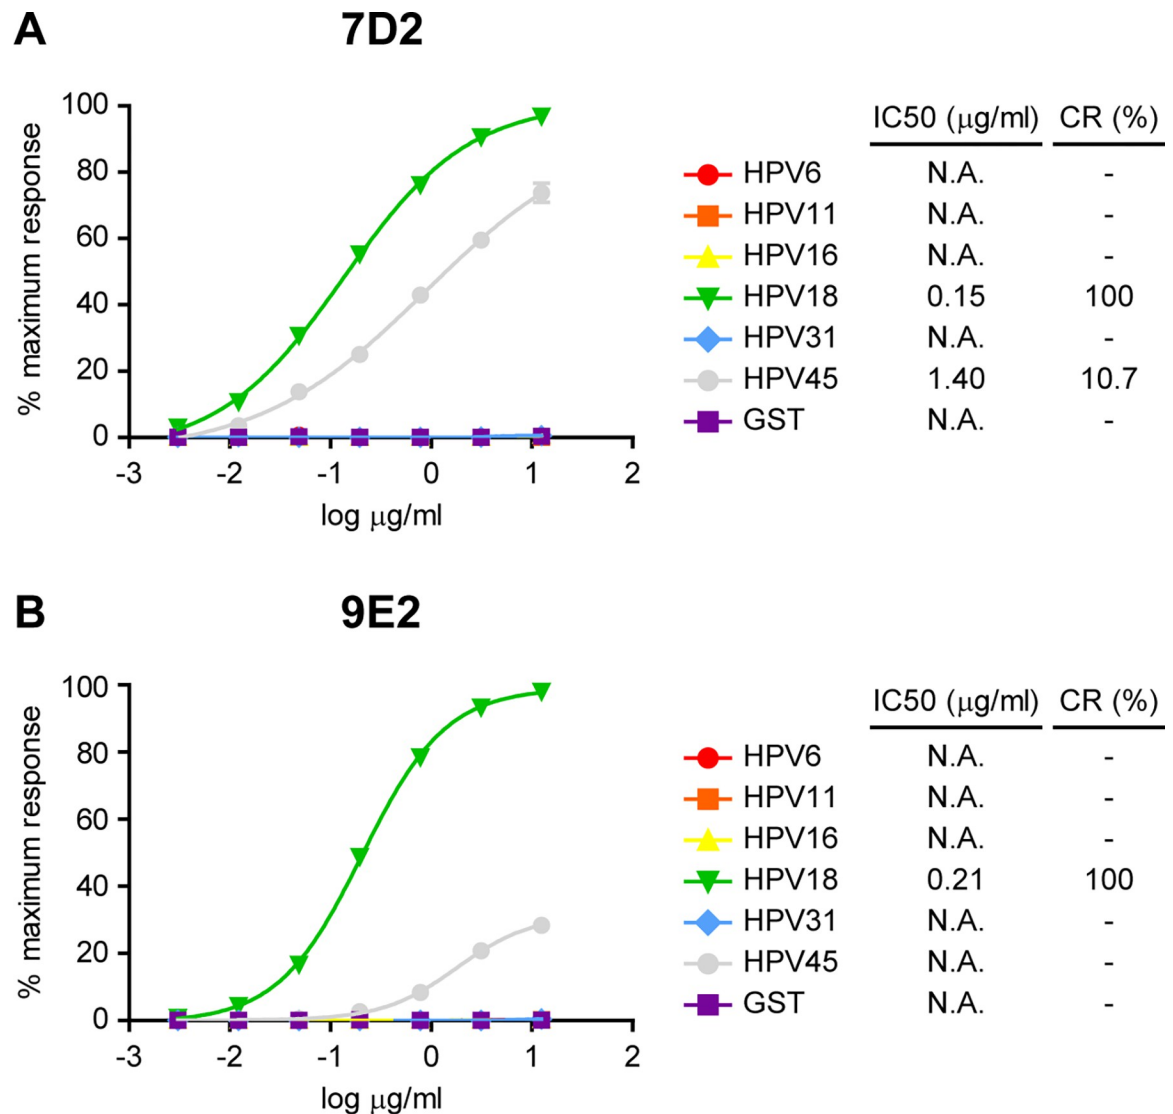 A
7D2
% maximum response
100
80
60
40
20
0
-3 -2 -1 0 1 2
log μg/ml
IC50 (μg/ml) CR (%)
HPV6 N.A. -
HPV11 N.A. -
HPV16 N.A. -
HPV18 0.15 100
HPV31 N.A. -
HPV45 1.40 10.7
GST N.A. -
B
9E2
% maximum response
100
80
60
40
20
0
-3 -2 -1 0 1 2
log μg/ml
IC50 (μg/ml) CR (%)
HPV6 N.A. -
HPV11 N.A. -
HPV16 N.A. -
HPV18 0.21 100
HPV31 N.A. -
HPV45 N.A. -
GST N.A. -